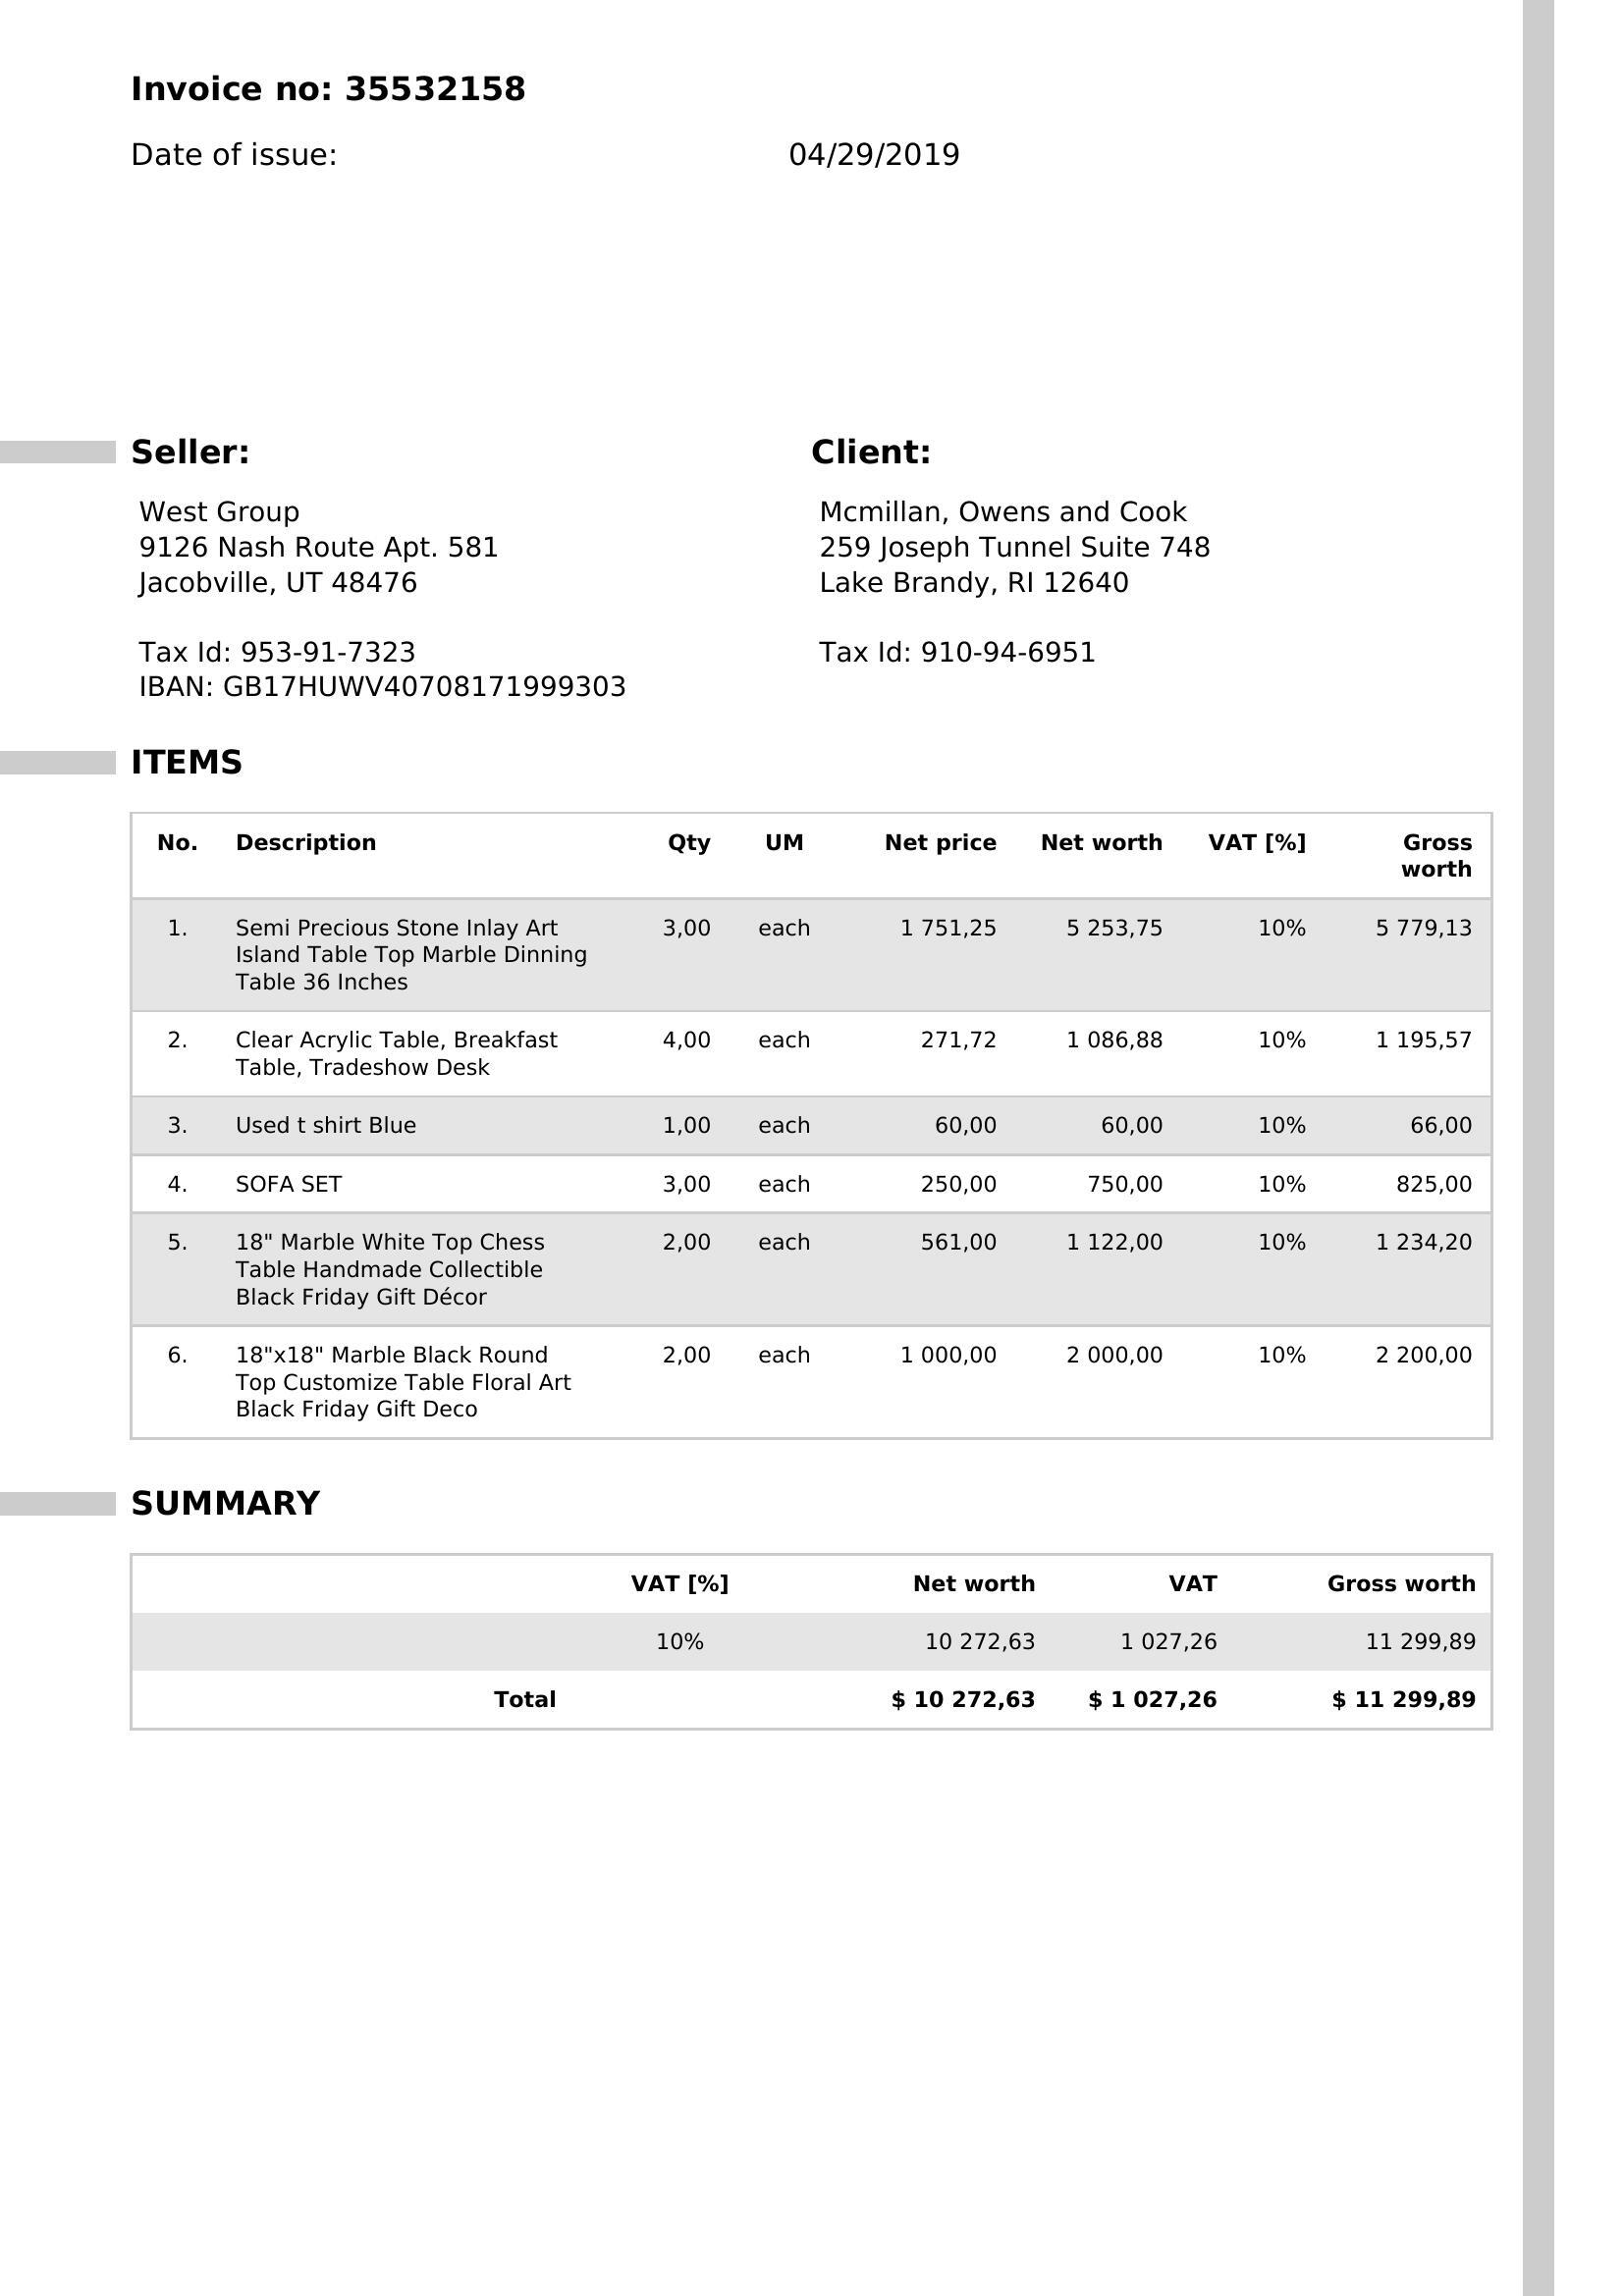 Invoice no: 35532158
Date of issue: 04/29/2019
Seller: Client:
West Group
9126 Nash Route Apt. 581
Jacobville, UT 48476
Tax Id: 953-91-7323
IBAN: GB17HUWV40708171999303
Mcmillan, Owens and Cook
259 Joseph Tunnel Suite 748
Lake Brandy, RI 12640
Tax Id: 910-94-6951
ITEMS
No. Description Qty UM Net price Net worth VAT [%] Gross
worth
1. Semi Precious Stone Inlay Art 3,00 each 1 751,25 5 253,75 10% 5 779,13
Island Table Top Marble Dinning
Table 36 Inches
2. Clear Acrylic Table, Breakfast 4,00 each 271,72 1 086,88 10% 1 195,57
Table, Tradeshow Desk
3. Used t shirt Blue 1,00 each 60,00 60,00 10% 66,00
4. SOFA SET 3,00 each 250,00 750,00 10% 825,00
5. 18" Marble White Top Chess 2,00 each 561,00 1 122,00 10% 1 234,20
Table Handmade Collectible
Black Friday Gift Décor
6. 18"x18" Marble Black Round 2,00 each 1 000,00 2 000,00 10% 2 200,00
Top Customize Table Floral Art
Black Friday Gift Deco
SUMMARY
VAT [%] Net worth VAT Gross worth
10% 10 272,63 1 027,26 11 299,89
Total $ 10 272,63 $ 1 027,26 $ 11 299,89